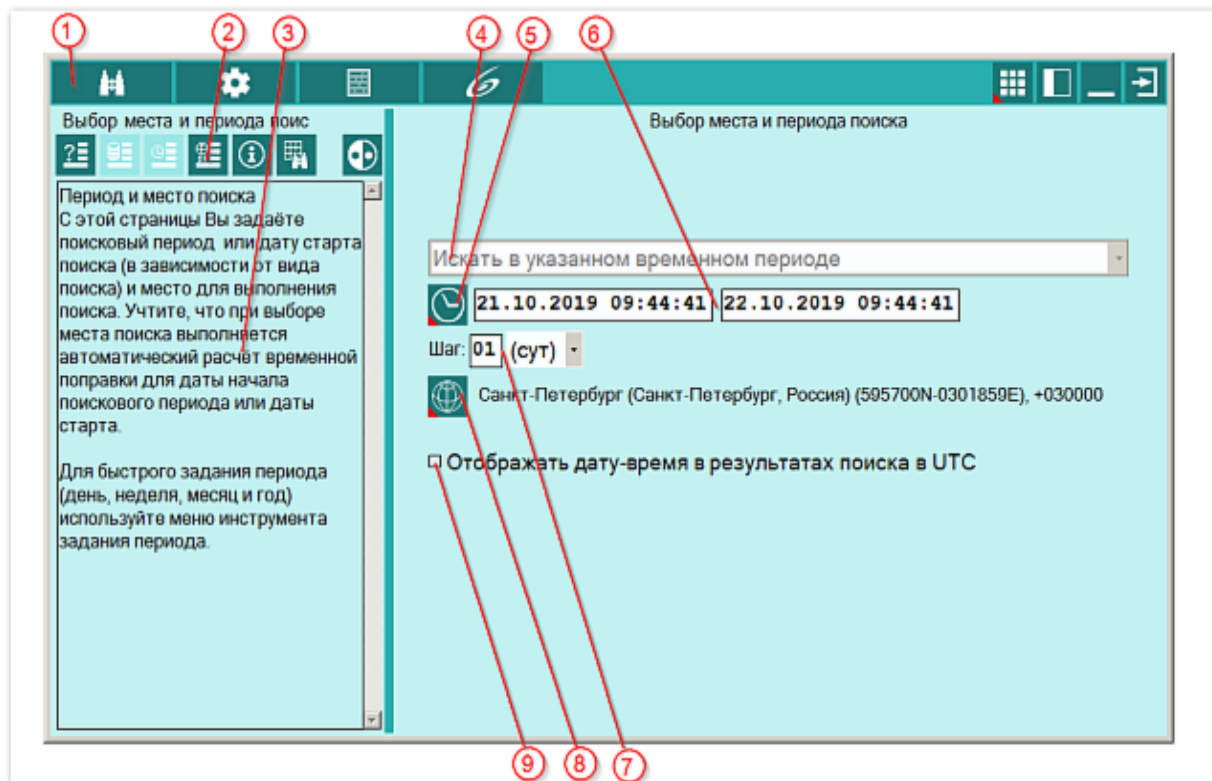 1 2 3 4 5 6
Выбор места и периода поис
Выбор места и периода поиска
Период и место поиска
С этой страницы Вы задаёте
поисковый период или дату старта
поиска (в зависимости от вида
поиска) и место для выполнения
поиска. Учтите, что при выборе
места поиска выполняется
автоматический расчёт временной
поправки для даты начала
поискового периода или даты
старта.
Для быстрого задания периода
(день, неделя, месяц и год)
используйте меню инструмента
задания периода.
Искать в указанном временном периоде
21.10.2019 09:44:41 22.10.2019 09:44:41
Шаг: 01 (сут)
Санкт-Петербург (Санкт-Петербург, Россия) (595700N-0301859E), +030000
Отображать дату-время в результатах поиска в UTC
9 8 7